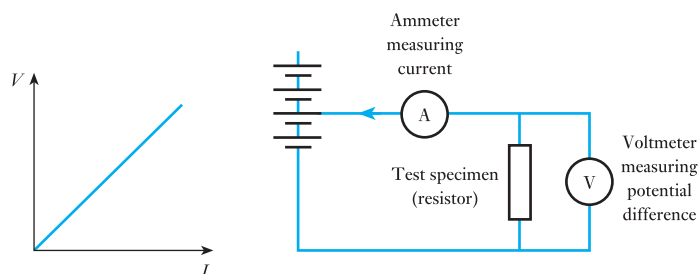 V
I
Ammeter
measuring
current
A
Test specimen
(resistor)
V
Voltmeter
measuring
potential
difference